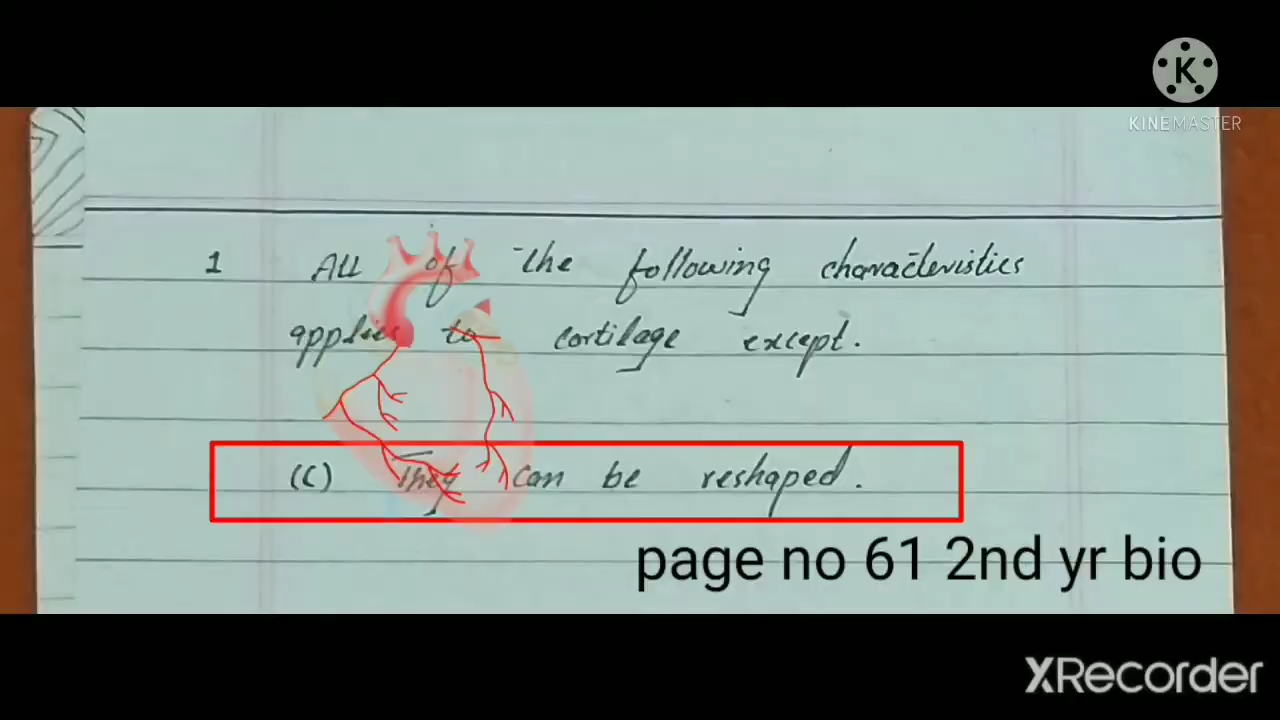 K
KINEMASTER
1 All of the following characteristics
applies to cortilage except.
(C) They can be reshaped.
page no 61 2nd yr bio
XRecorder